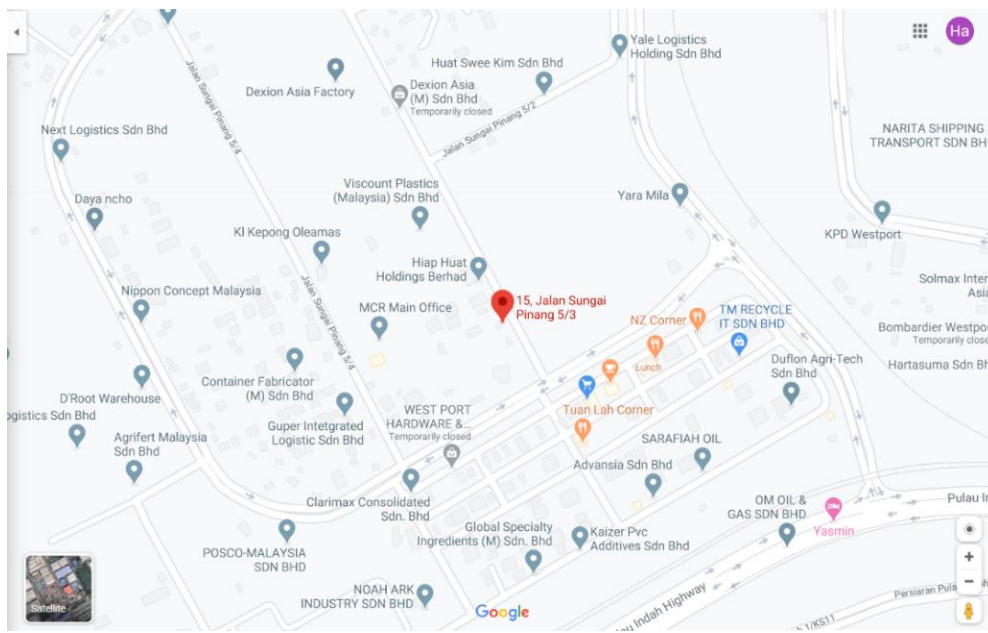 Ha
Yale Logistics
Holding Sdn Bhd
Huat Swee Kim Sdn Bhd
Jalan Sungai Pinang 5/4
Dexion Asia Factory
Dexion Asia
(M) Sdn Bhd
Temporarily closed
Jalan Sungai Pinang 5/2
Next Logistics Sdn Bhd
NARITA SHIPPING
TRANSPORT SDN BH
Viscount Plastics
(Malaysia) Sdn Bhd
Daya ncho
Yara Mila
KPD Westport
Kl Kepong Oleamas
Hiap Huat
Holdings Berhad
Solmax Inter
Asia
Nippon Concept Malaysia
Jalan Sungai Pinang 5/4
MCR Main Office
15, Jalan Sungai
Pinang 5/3
NZ Corner
TM RECYCLE
IT SDN BHD
Bombardier Westpor
Temporarily close
Hartasuma Sdn Bh
Lunch
Duflon Agri-Tech
Sdn Bhd
Container Fabricator
(M) Sdn Bhd
D'Root Warehouse
ogistics Sdn Bhd
Guper Intetgrated
Logistic Sdn Bhd
WEST PORT
HARDWARE &...
Temporarily closed
Tuan Lah Corner
Agrifert Malaysia
Sdn Bhd
SARAFIAH OIL
Advansia Sdn Bhd
Clarimax Consolidated
Sdn. Bhd
OM OIL &
GAS SDN BHD
Yasmin
Pulau In
Global Specialty
Ingredients (M) Sdn. Bhd
Kaizer Pvc
Additives Sdn Bhd
POSCO-MALAYSIA
SDN BHD
NOAH ARK
INDUSTRY SDN BHD
Satellite
Google
lau Indah Highway
Persiaran Pulau
h 1/KS11